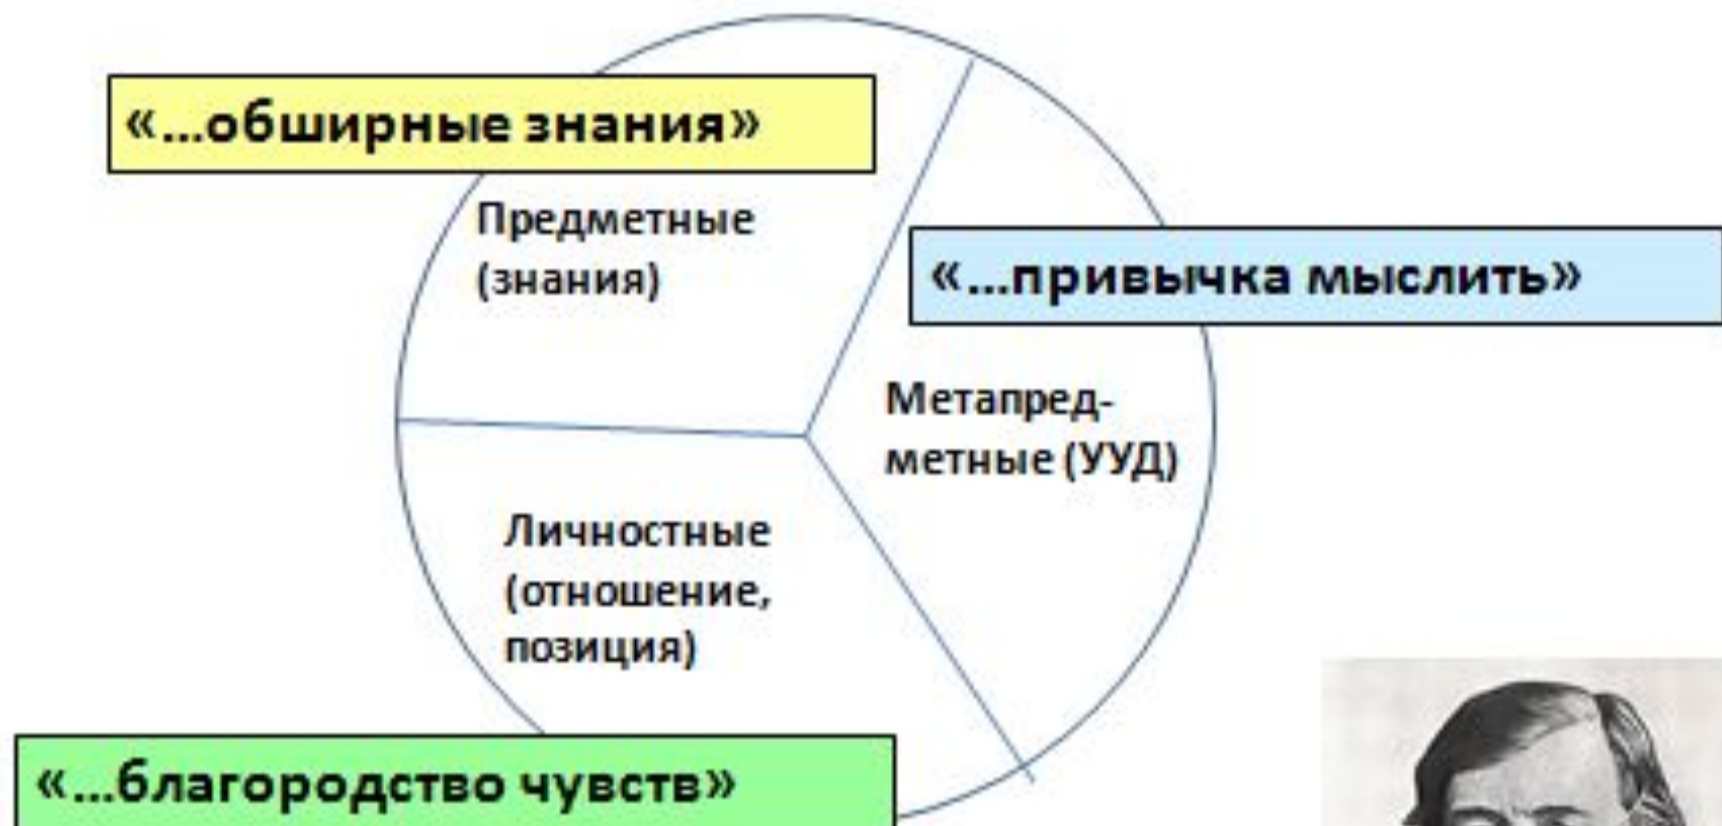 «...обширные знания»
Предметные
(знания)
«...привычка мыслить»
Метапред-
метные (УУД)
Личностные
(отношение,
позиция)
«...благородство чувств»